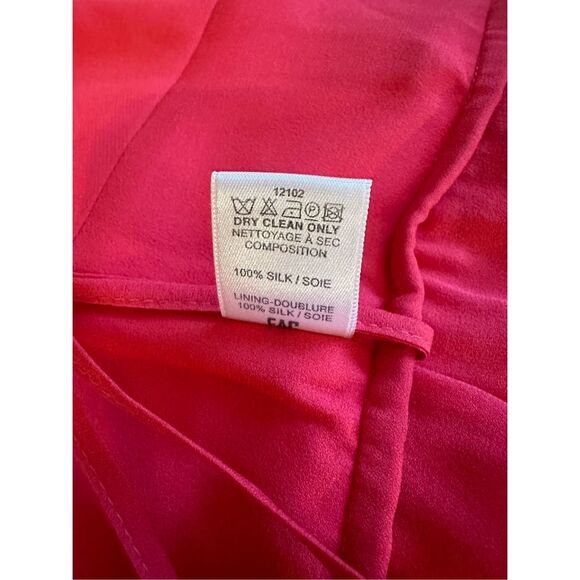 12102
DRY CLEAN ONLY
NETTOYAGE À SEC
COMPOSITION
100% SILK / SOIE
LINING-DOUBLURE
100% SILK / SOIE